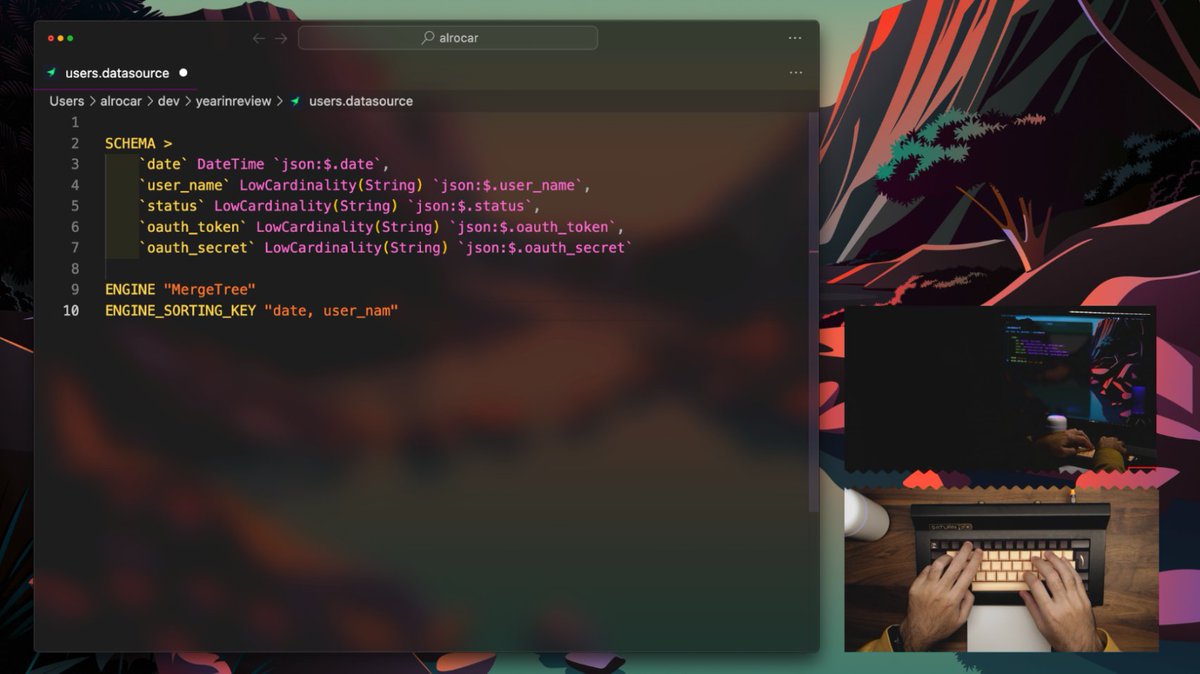 alrocar
users.datasource
Users > alrocar > dev > yearinreview > users.datasource
1
2 SCHEMA >
3 `date` DateTime `json:$.date`,
4 `user_name` LowCardinality(String) `json:$.user_name`,
5 `status` LowCardinality(String) `json:$.status`,
6 `oauth_token` LowCardinality(String) `json:$.oauth_token`,
7 `oauth_secret` LowCardinality(String) `json:$.oauth_secret`
8
9 ENGINE "MergeTree"
10 ENGINE_SORTING_KEY "date, user_nam"